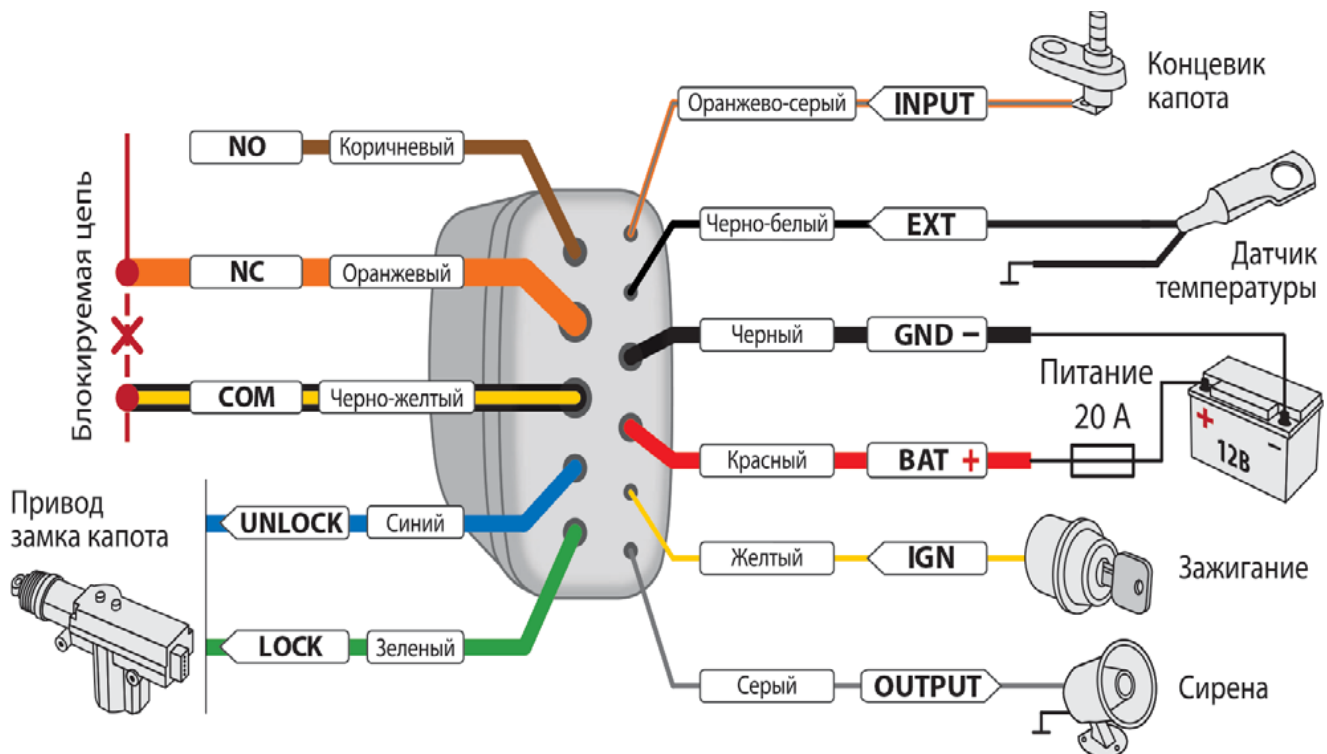 Концевик
капота
Оранжево-серый
INPUT
NO
Коричневый
Блокируемая цепь
Черно-белый
EXT
Датчик
температуры
NC
Оранжевый
Черный
GND –
Питание
20 А
COM
Черно-желтый
Красный
BAT +
+
–
12В
Привод
замка капота
UNLOCK
Синий
Желтый
IGN
Зажигание
LOCK
Зеленый
Серый
OUTPUT
Сирена